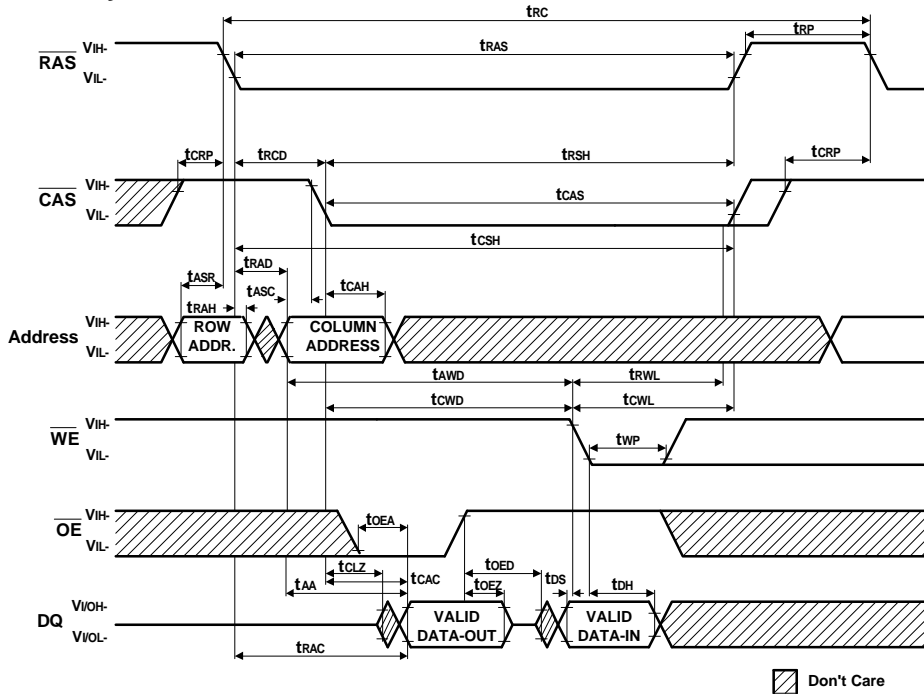 tRC
tRP
tRAS
RAS
VIH-
VIL-
tCRP
tRCD
tRSH
tCRP
CAS
VIH-
VIL-
tCAS
tCSH
tRAD
tASR
tASC
tCAH
tRAH
Address
VIH-
VIL-
ROW
ADDR.
COLUMN
ADDRESS
tAWD
tRWL
tCWD
tCWL
WE
VIH-
VIL-
tWP
OE
VIH-
VIL-
tOEA
tCLZ
tCAC
tOED
tAA
tOEZ
tDS
tDH
DQ
VI/OH-
VI/OL-
VALID
DATA-OUT
VALID
DATA-IN
tRAC
Don't Care